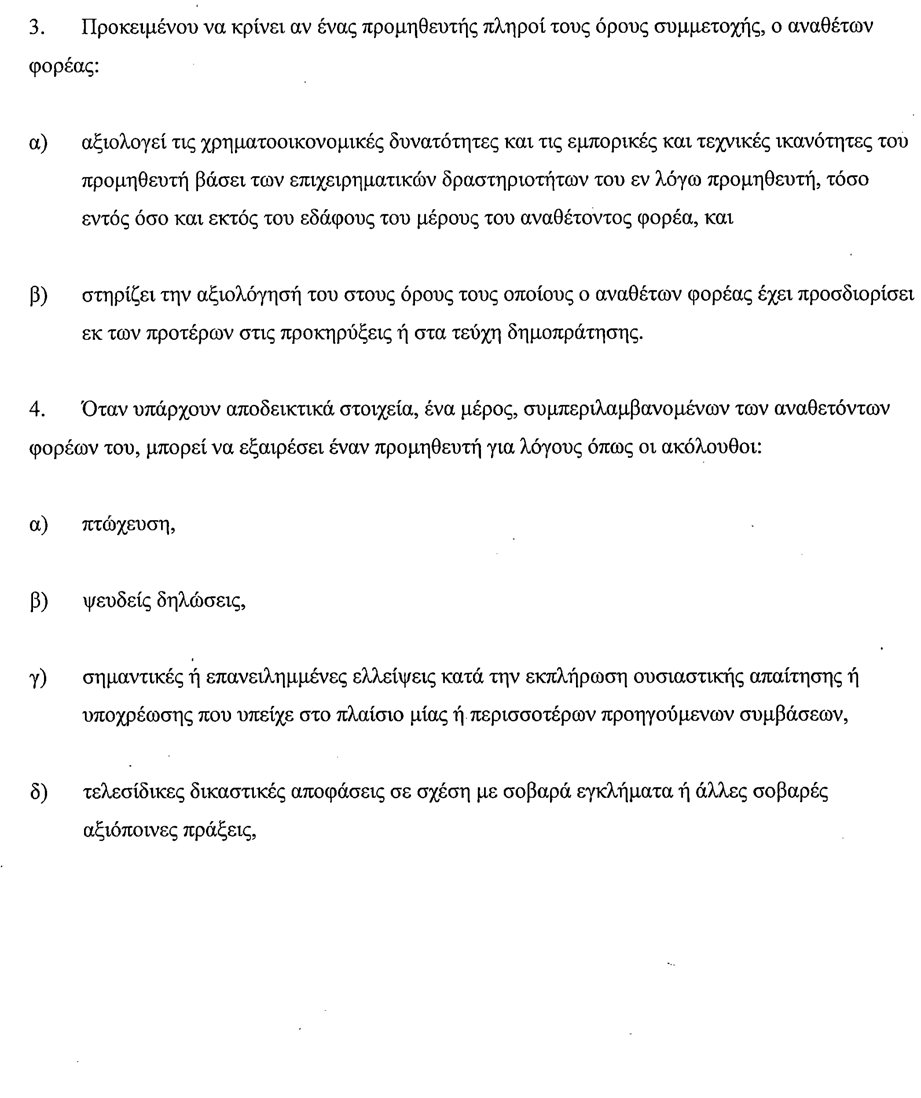 3. Προκειμένου να κρίνει αν ένας προμηθευτής πληροί τους όρους συμμετοχής, ο αναθέτων
φορέας:
α) αξιολογεί τις χρηματοοικονομικές δυνατότητες και τις εμπορικές και τεχνικές ικανότητες του
προμηθευτή βάσει των επιχειρηματικών δραστηριοτήτων του εν λόγω προμηθευτή, τόσο
εντός όσο και εκτός του εδάφους του μέρους του αναθέτοντος φορέα, και
β) στηρίζει την αξιολόγησή του στους όρους τους οποίους ο αναθέτων φορέας έχει προσδιορίσει
εκ των προτέρων στις προκηρύξεις ή στα τεύχη δημοπράτησης.
4. Όταν υπάρχουν αποδεικτικά στοιχεία, ένα μέρος, συμπεριλαμβανομένων των αναθετόντων
φορέων του, μπορεί να εξαιρέσει έναν προμηθευτή για λόγους όπως οι ακόλουθοι:
α) πτώχευση,
β) ψευδείς δηλώσεις,
γ) σημαντικές ή επανειλημμένες ελλείψεις κατά την εκπλήρωση ουσιαστικής απαίτησης ή
υποχρέωσης που υπείχε στο πλαίσιο μίας ή περισσοτέρων προηγούμενων συμβάσεων,
δ) τελεσίδικες δικαστικές αποφάσεις σε σχέση με σοβαρά εγκλήματα ή άλλες σοβαρές
αξιόποινες πράξεις,